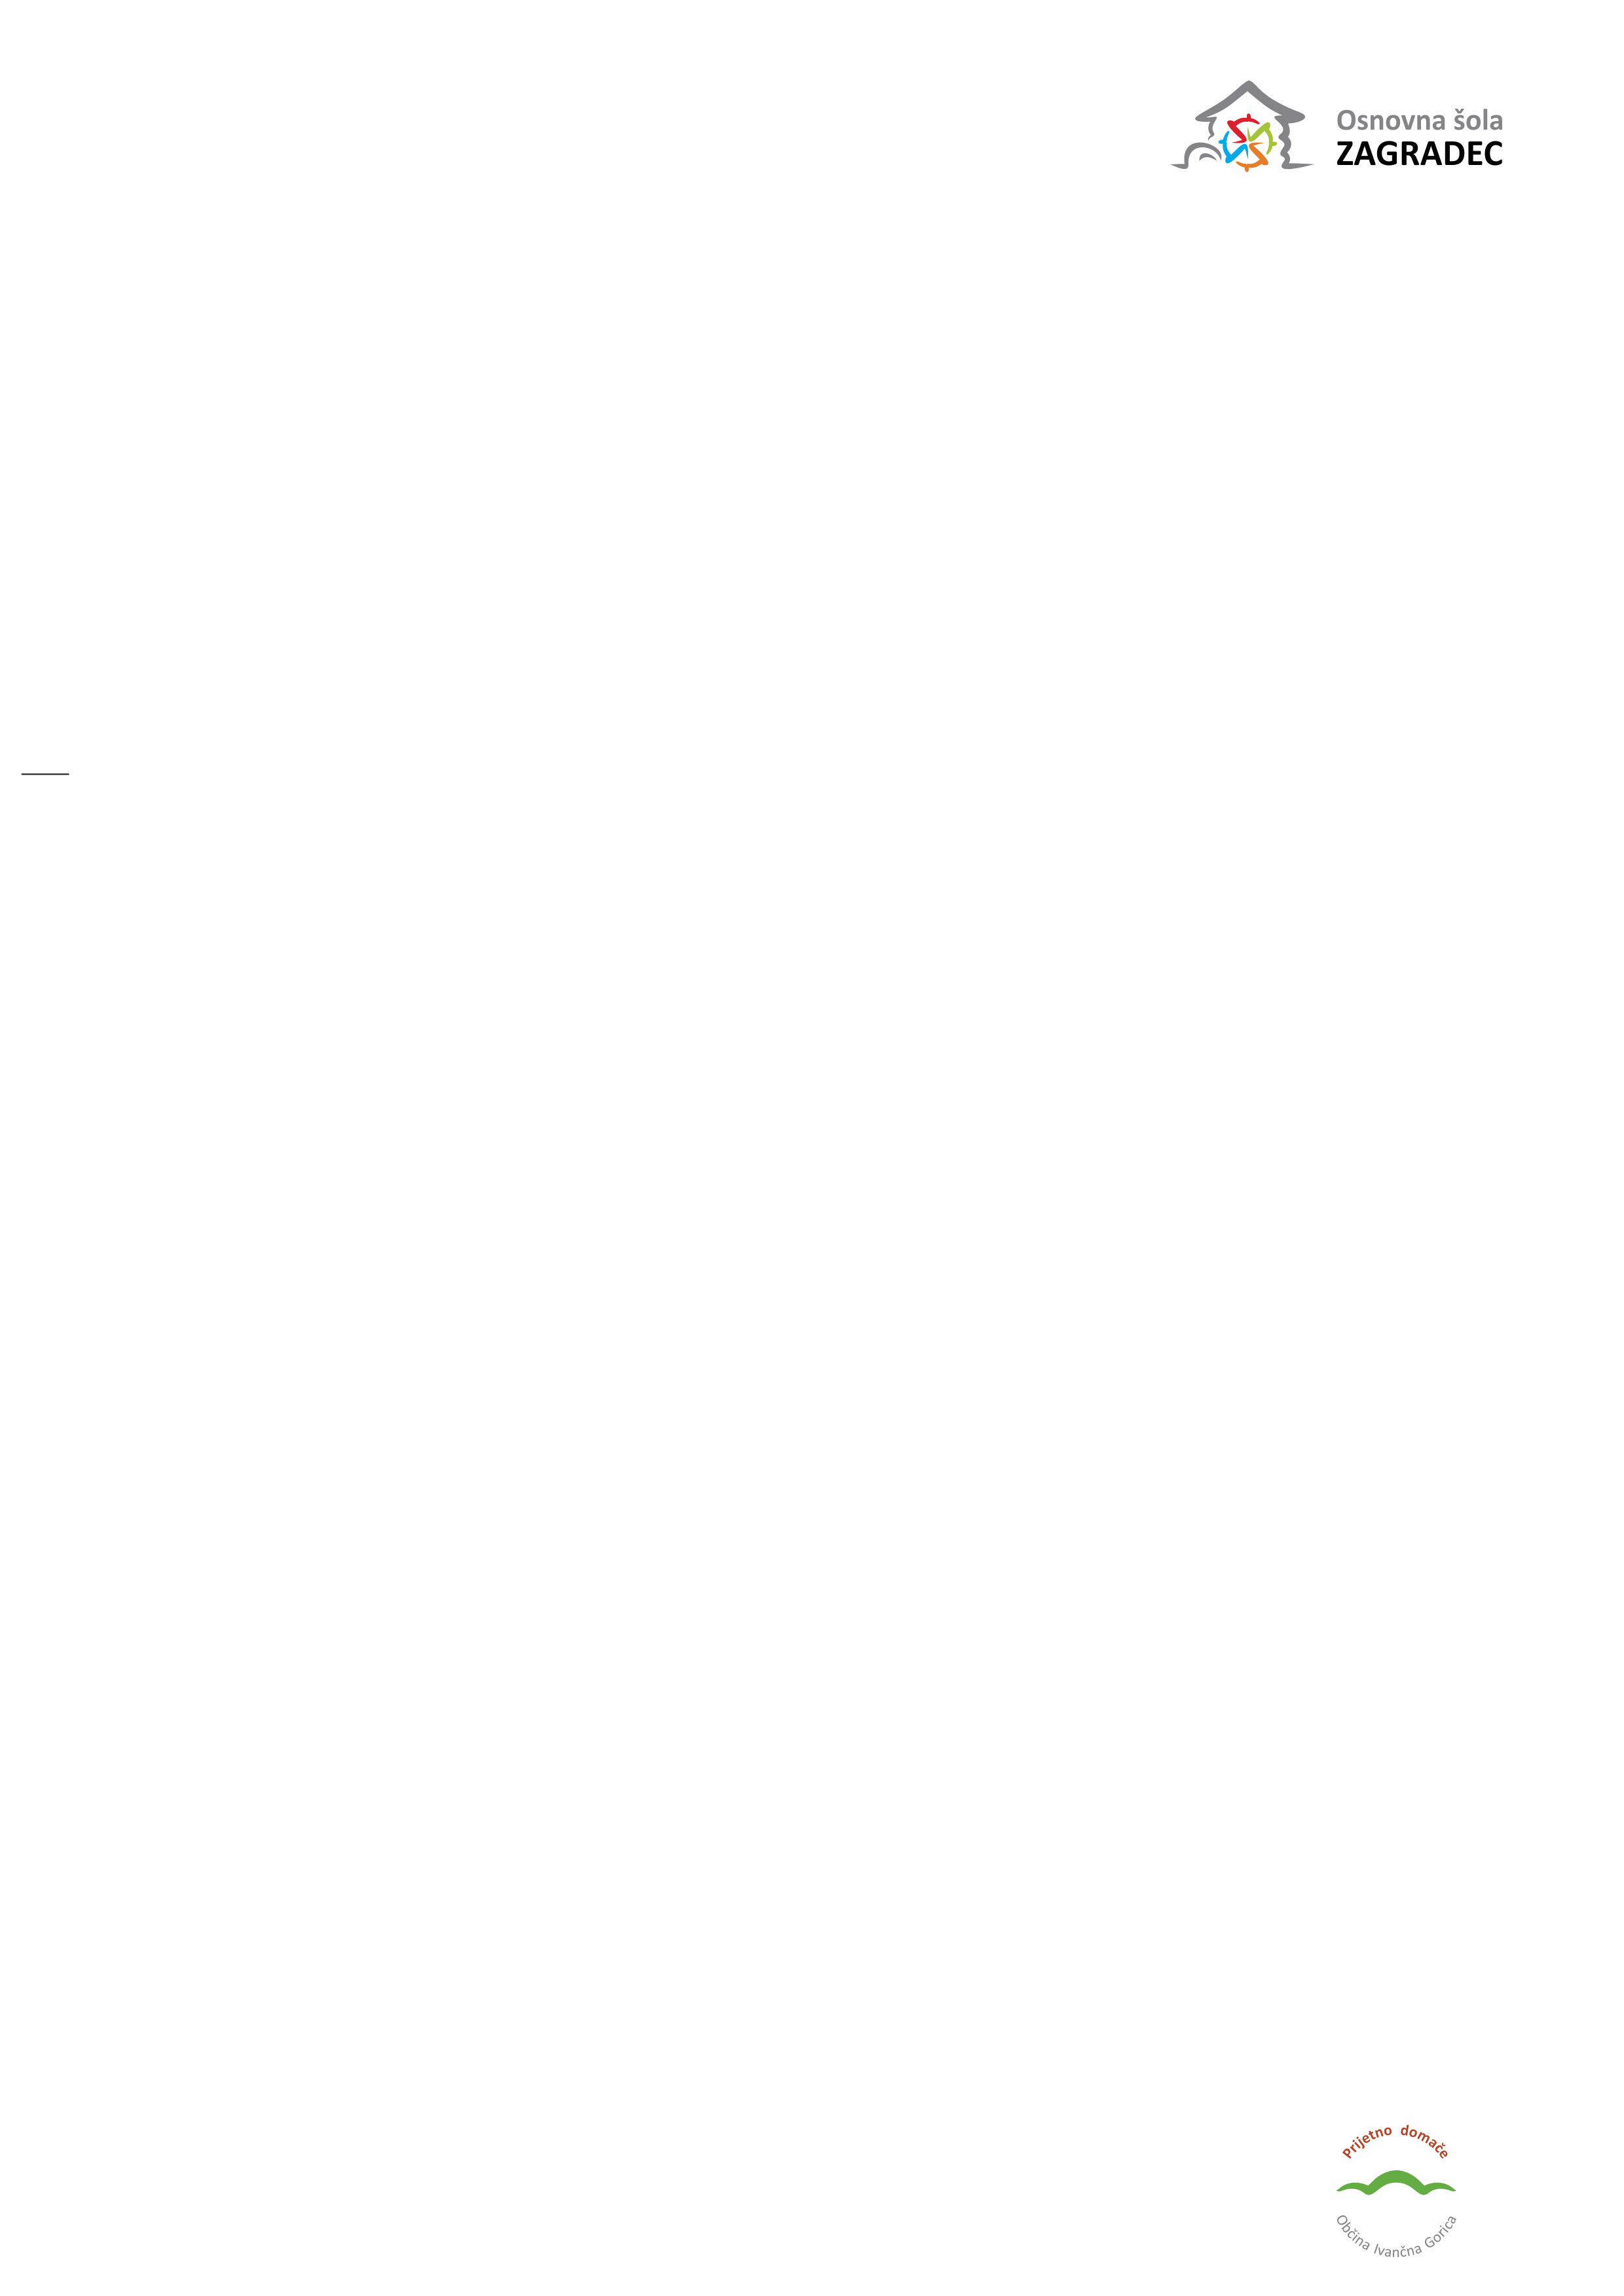 Osnovna šola
ZAGRADEC
Prijetno domače
Občina Ivančna Gorica